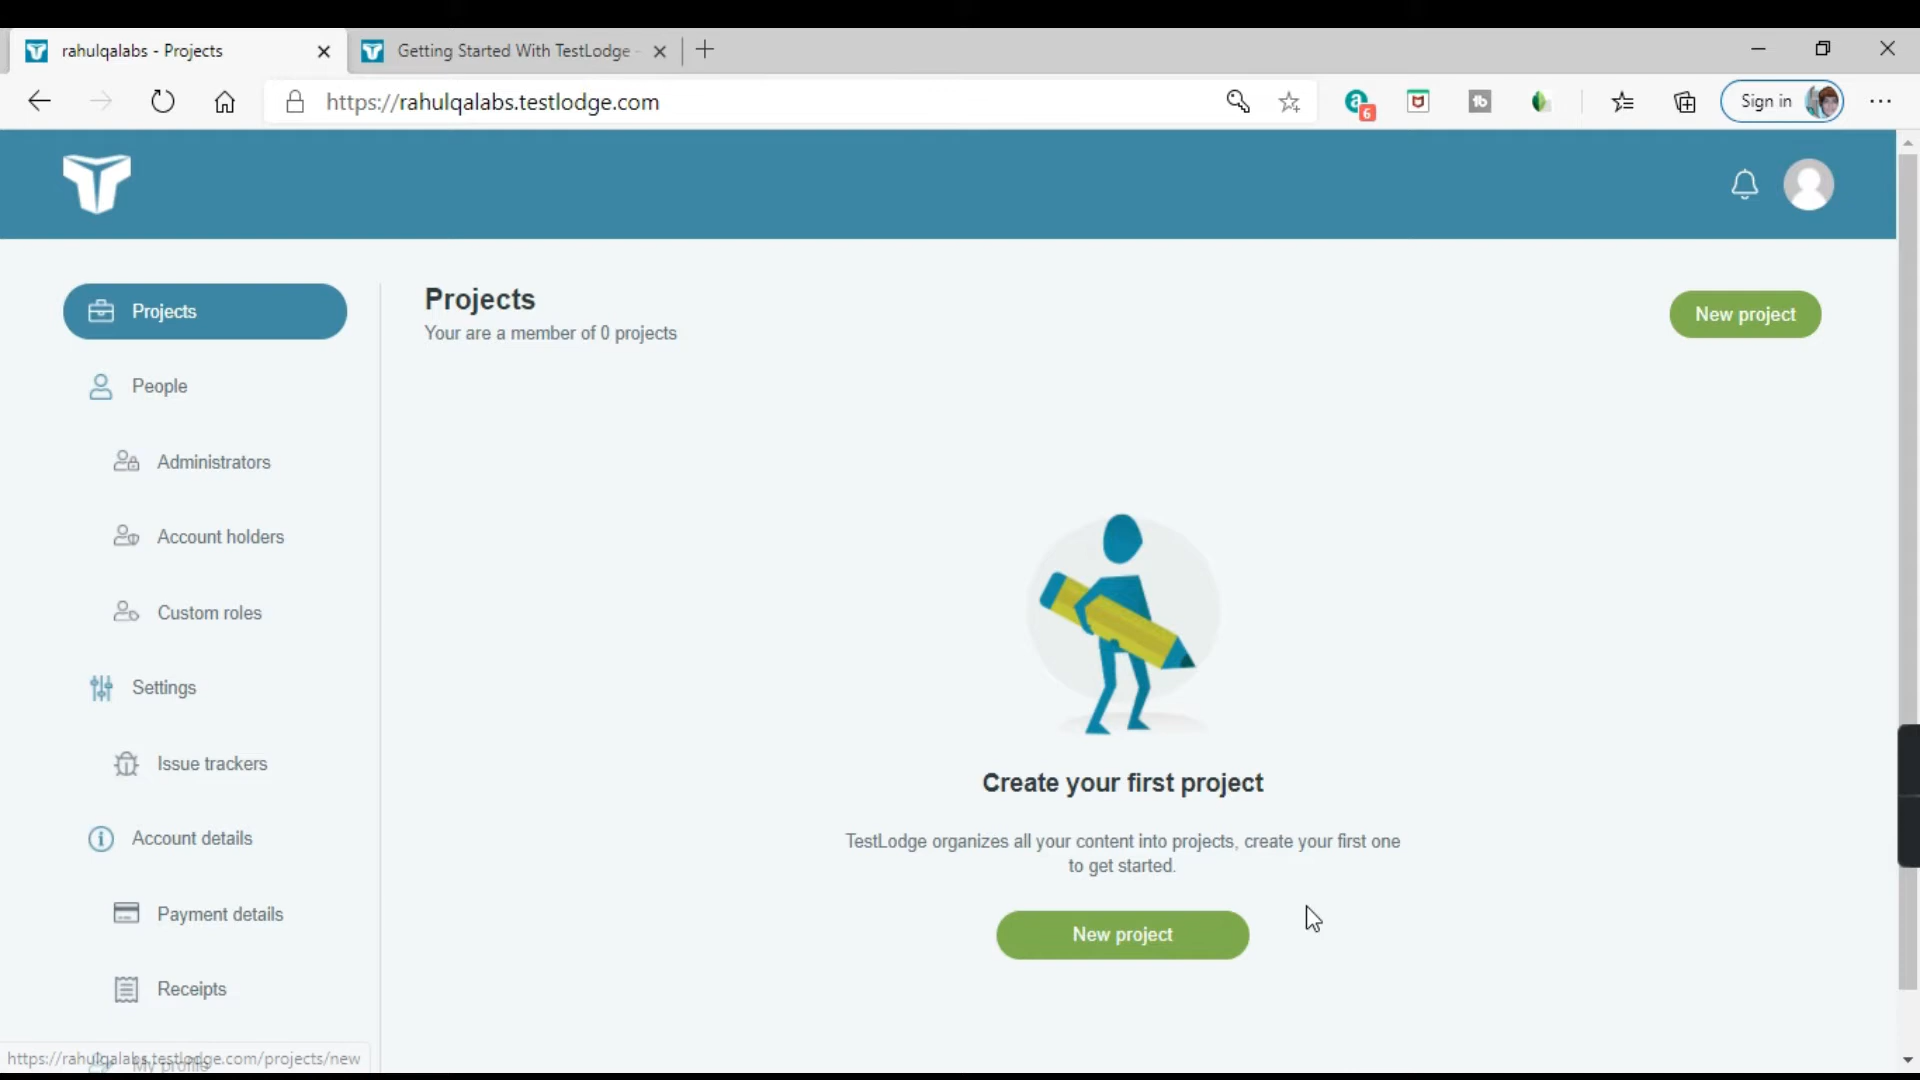 rahulqalabs - Projects
Getting Started With TestLodge -
https://rahulqalabs.testlodge.com
6
Sign in
Projects
Your are a member of 0 projects
New project
Projects
People
Administrators
Account holders
Custom roles
Settings
Issue trackers
Account details
Payment details
Receipts
My profile
Create your first project
TestLodge organizes all your content into projects, create your first one
to get started.
New project
https://rahulqalabs.testlodge.com/projects/new